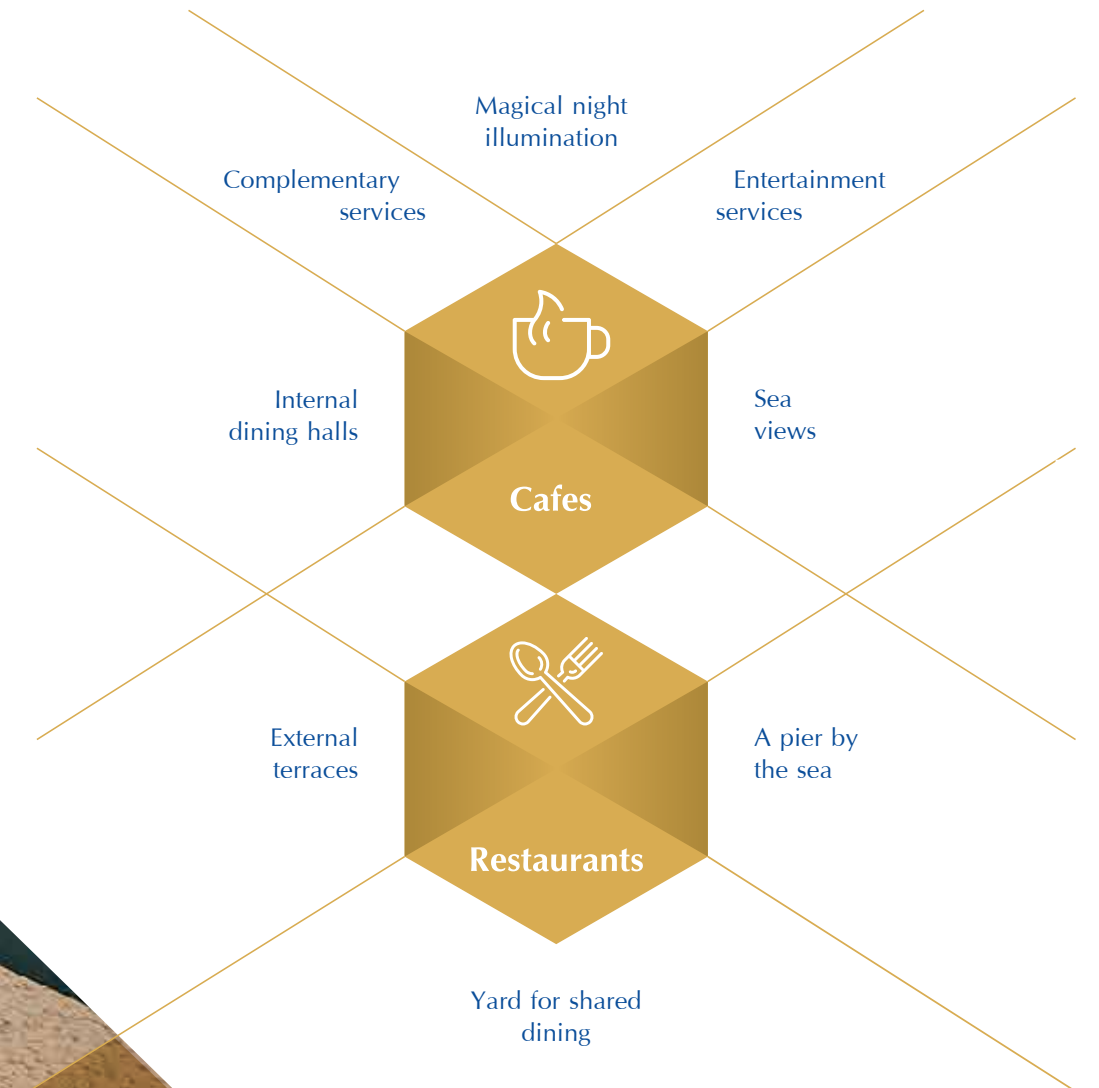 Magical night
illumination
Complementary
services
Entertainment
services
Internal
dining halls
Sea
views
Cafes
External
terraces
A pier by
the sea
Restaurants
Yard for shared
dining